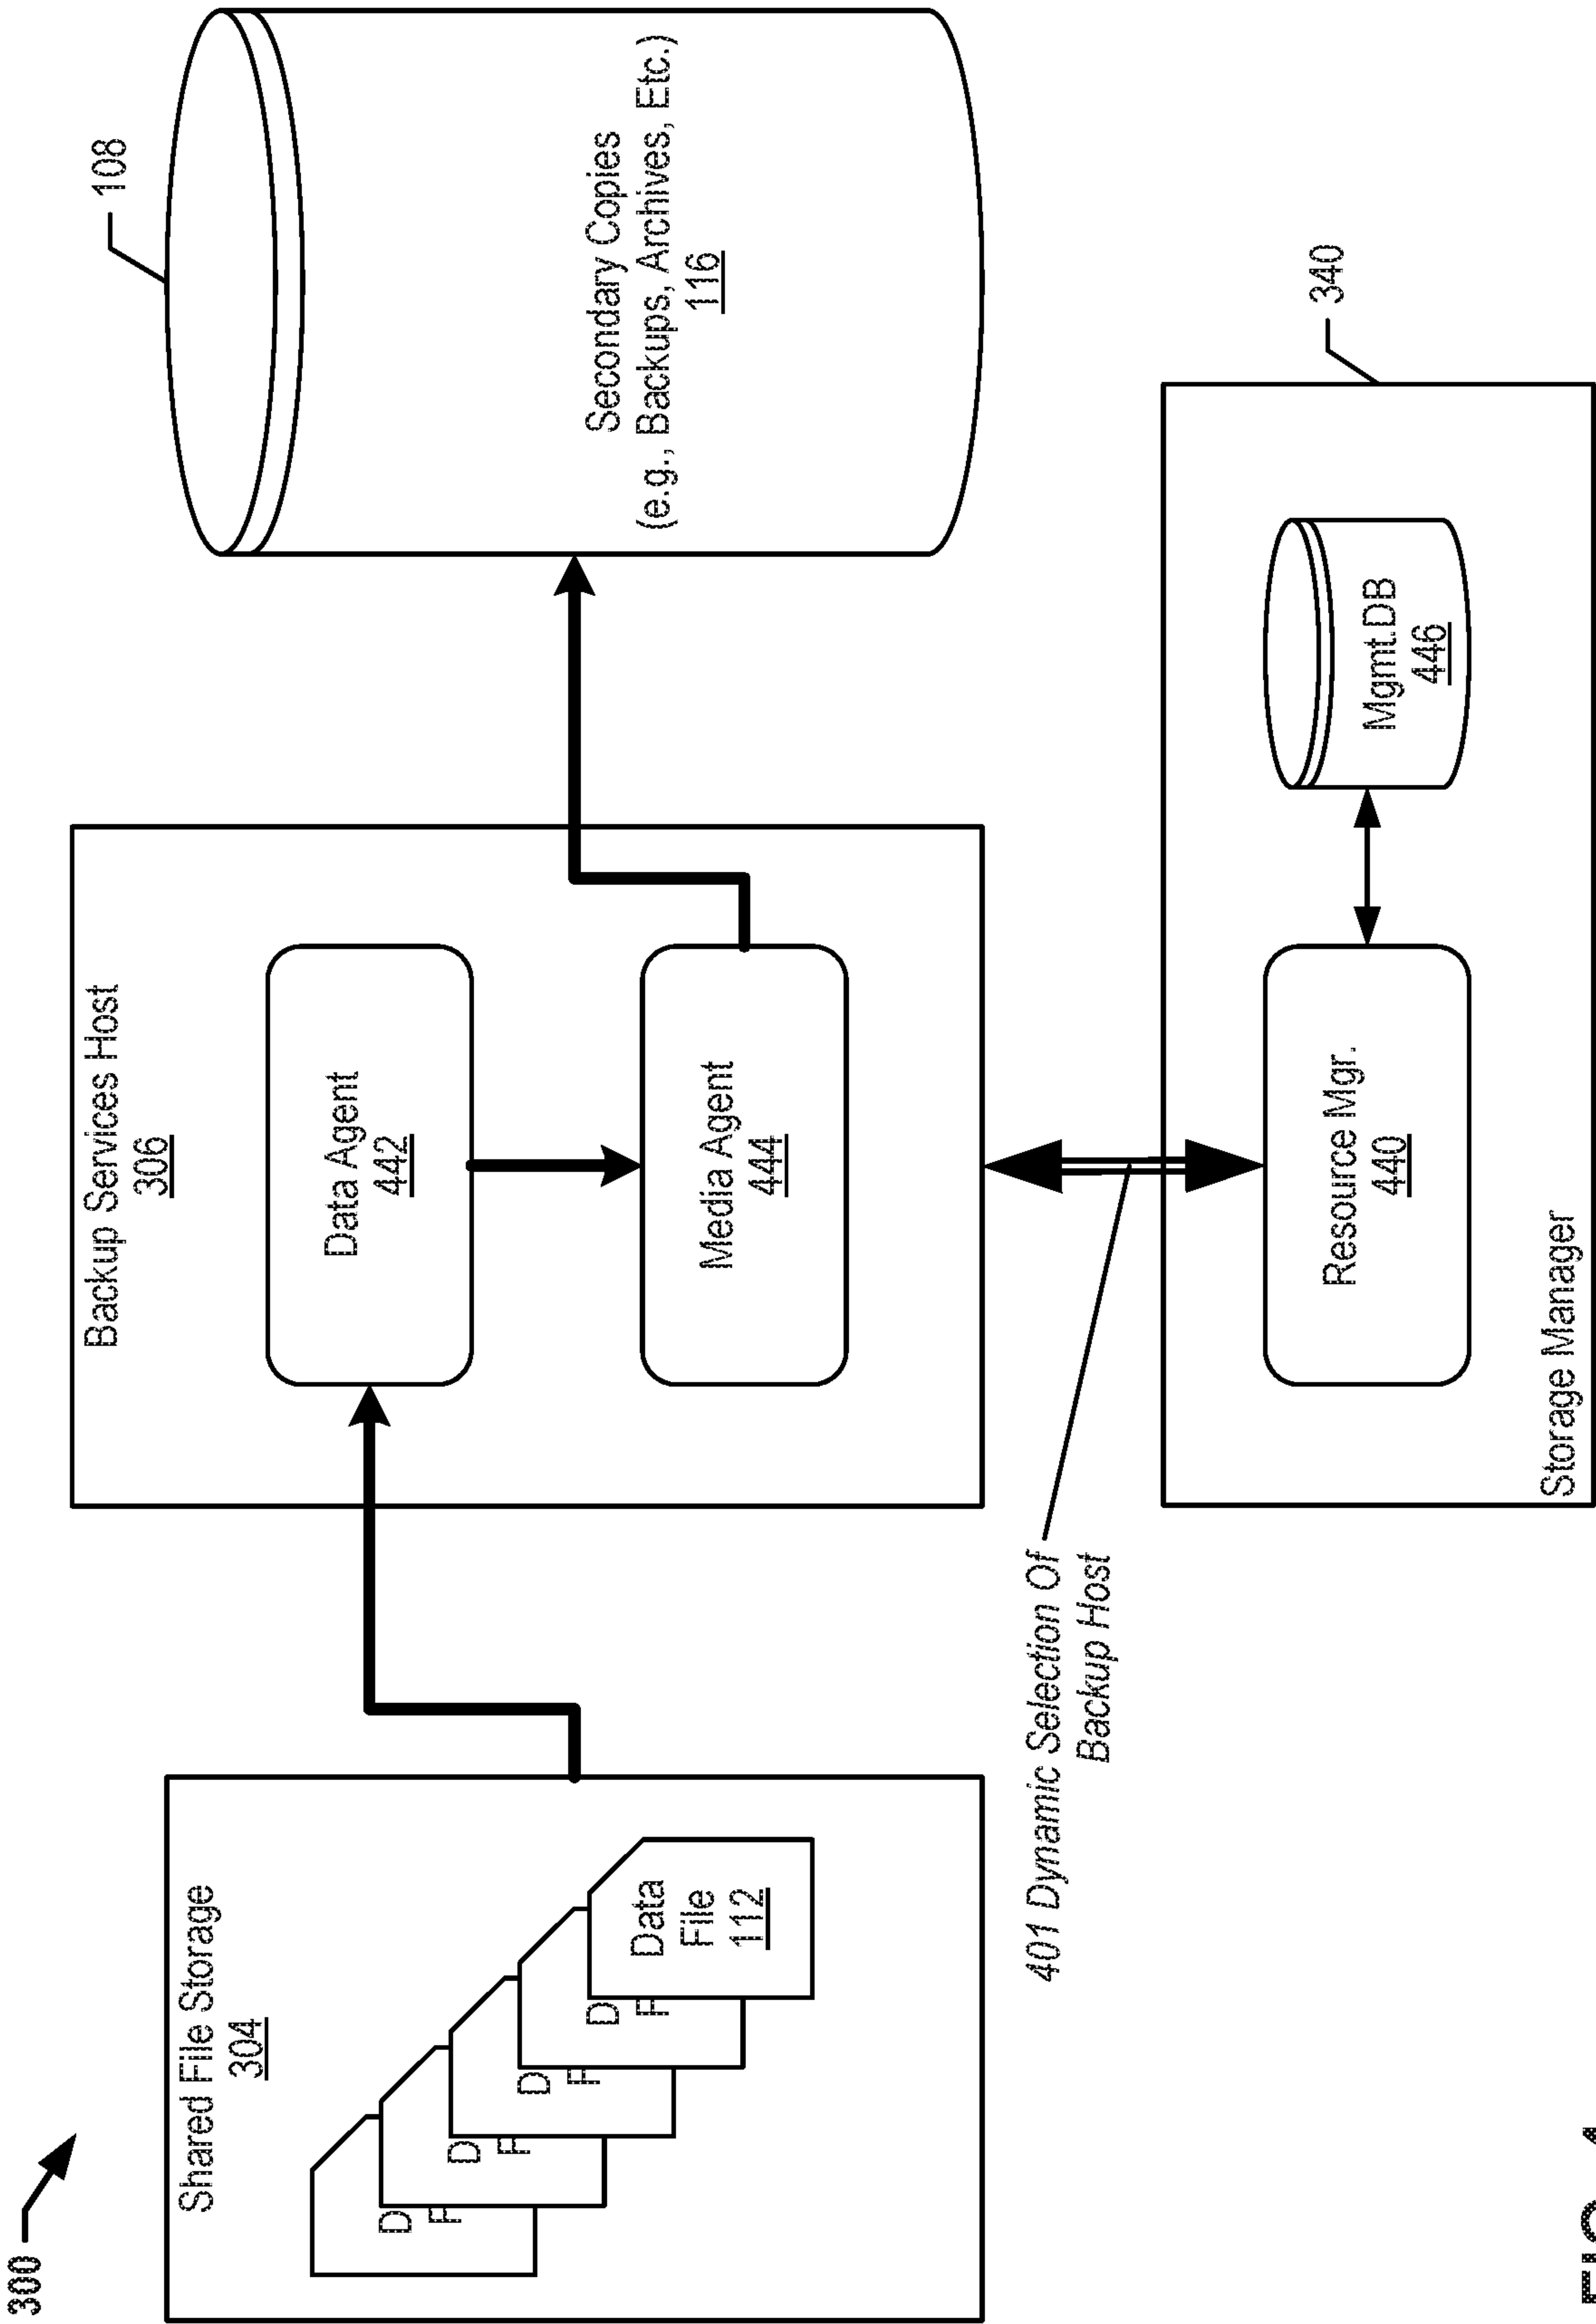 300
Shared File Storage
304
D
F
D
F
D
F
D
F
Data
File
112
Backup Services Host
306
Data Agent
442
Media Agent
444
108
Secondary Copies
(e.g., Backups, Archives, Etc.)
116
401 Dynamic Selection Of
Backup Host
340
Resource Mgr.
440
Mgmt.DB
446
Storage Manager